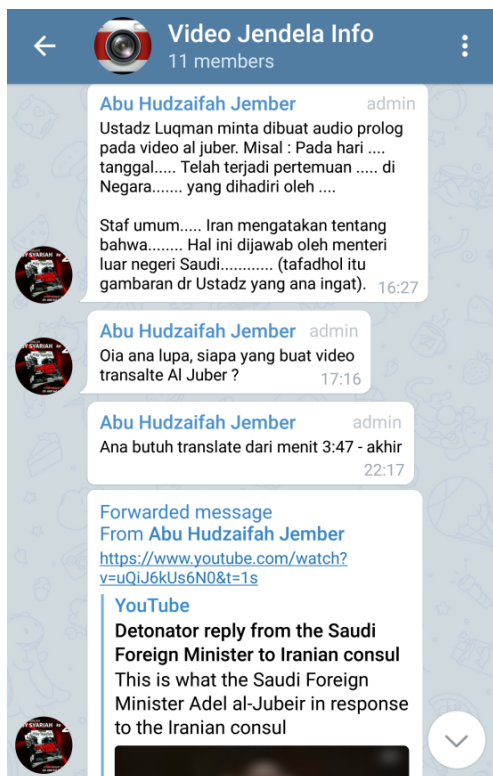 Video Jendela Info
11 members
Abu Hudzaifah Jember admin
Ustadz Luqman minta dibuat audio prolog
pada video al juber. Misal : Pada hari ....
tanggal..... Telah terjadi pertemuan ..... di
Negara....... yang dihadiri oleh ....
Staf umum..... Iran mengatakan tentang
bahwa........ Hal ini dijawab oleh menteri
luar negeri Saudi............ (tafadhol itu
gambaran dr Ustadz yang ana ingat). 16:27
Abu Hudzaifah Jember admin
Oia ana lupa, siapa yang buat video
transalte Al Juber ? 17:16
Abu Hudzaifah Jember admin
Ana butuh translate dari menit 3:47 - akhir
22:17
Forwarded message
From Abu Hudzaifah Jember
https://www.youtube.com/watch?
v=uQiJ6kUs6N0&t=1s
YouTube
Detonator reply from the Saudi
Foreign Minister to Iranian consul
This is what the Saudi Foreign
Minister Adel al-Jubeir in response
to the Iranian consul